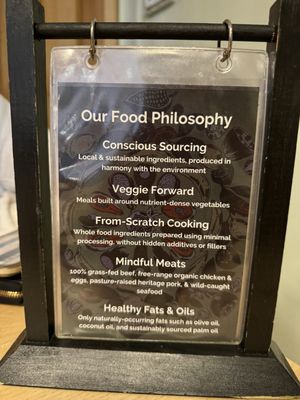 Our Food Philosophy
Conscious Sourcing
Local & sustainable ingredients, produced in
harmony with the environment
Veggie Forward
Meals built around nutrient-dense vegetables
From-Scratch Cooking
Whole food ingredients prepared using minimal
processing, without hidden additives or fillers
Mindful Meats
100% grass-fed beef, free-range organic chicken &
eggs, pasture-raised heritage pork, & wild-caught
seafood
Healthy Fats & Oils
Only naturally-occurring fats such as olive oil,
coconut oil, and sustainably sourced palm oil